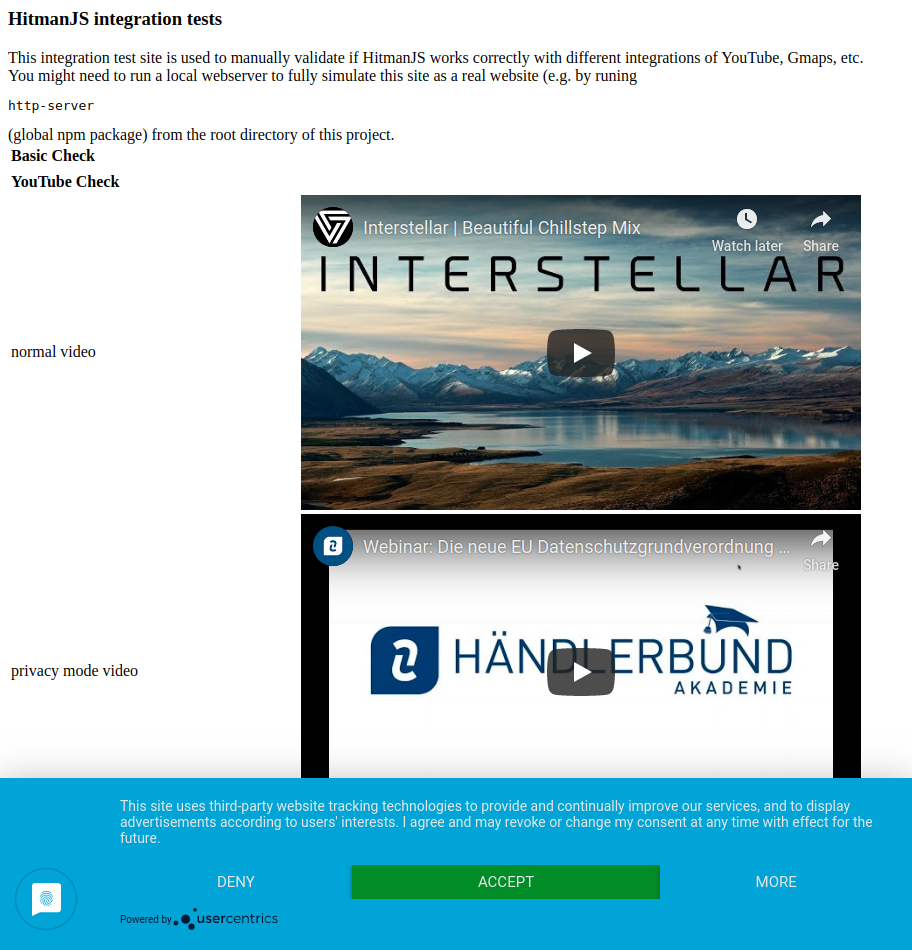 HitmanJS integration tests
This integration test site is used to manually validate if HitmanJS works correctly with different integrations of YouTube, Gmaps, etc.
You might need to run a local webserver to fully simulate this site as a real website (e.g. by runing
http-server
(global npm package) from the root directory of this project.
Basic Check
YouTube Check
Interstellar | Beautiful Chillstep Mix
Watch later
Share
INTERSTELLAR
normal video
Webinar: Die neue EU Datenschutzgrundverordnung ...
Share
HÄNDLERBUND
AKADEMIE
privacy mode video
This site uses third-party website tracking technologies to provide and continually improve our services, and to display
advertisements according to users' interests. I agree and may revoke or change my consent at any time with effect for the
future.
DENY
ACCEPT
MORE
Powered by usercentrics